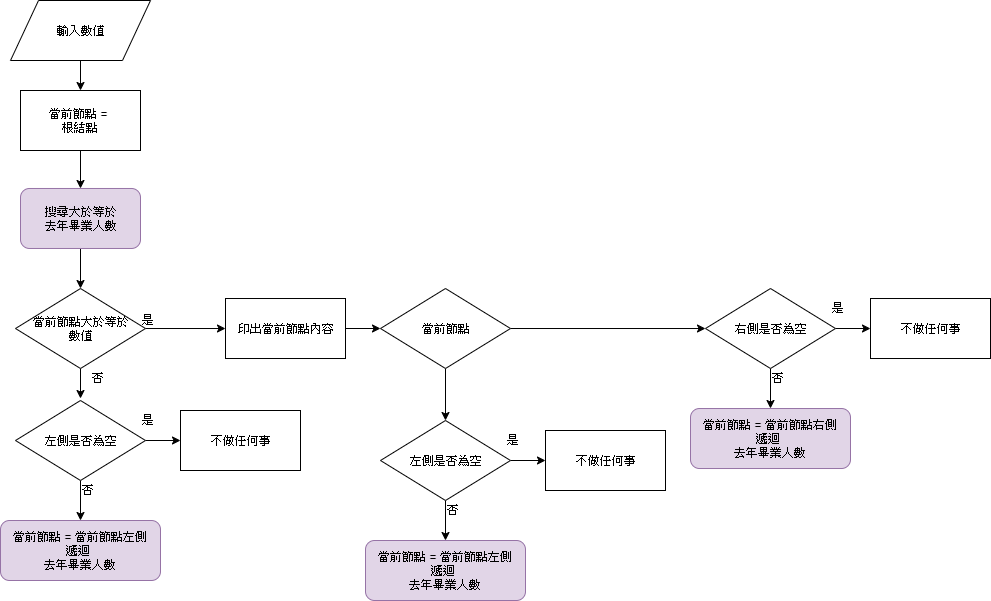 輸入數值
當前節點 =
根結點
搜尋大於等於
去年畢業人數
當前節點大於等於
數值
是
印出當前節點內容
當前節點
右側是否為空
是
不做任何事
否
左側是否為空
是
不做任何事
否
當前節點 = 當前節點左側
遞迴
去年畢業人數
左側是否為空
是
不做任何事
否
當前節點 = 當前節點左側
遞迴
去年畢業人數
否
當前節點 = 當前節點右側
遞迴
去年畢業人數